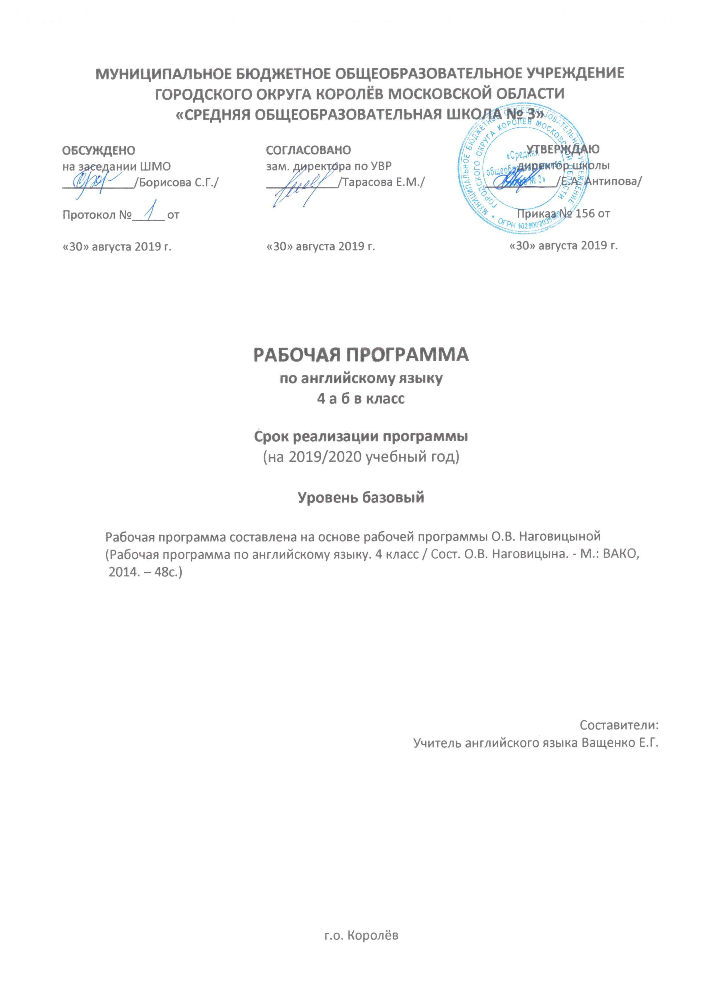 МУНИЦИПАЛЬНОЕ БЮДЖЕТНОЕ ОБЩЕОБРАЗОВАТЕЛЬНОЕ УЧРЕЖДЕНИЕ
ГОРОДСКОГО ОКРУГА КОРОЛЁВ МОСКОВСКОЙ ОБЛАСТИ
«СРЕДНЯЯ ОБЩЕОБРАЗОВАТЕЛЬНАЯ ШКОЛА № 3»
ОБСУЖДЕНО
на заседании ШМО
___________/Борисова С.Г./
Протокол №  1  от
«30» августа 2019 г.
СОГЛАСОВАНО
зам. директора по УВР
___________/Тарасова Е.М./
«30» августа 2019 г.
УТВЕРЖДАЮ
директор школы
___________/Е.А. Антипова/
Приказ № 156 от
«30» августа 2019 г.
МУНИЦИПАЛЬНОЕ БЮДЖЕТНОЕ ОБЩЕОБРАЗОВАТЕЛЬНОЕ УЧРЕЖДЕНИЕ
ГОРОДСКОГО ОКРУГА КОРОЛЁВ МОСКОВСКОЙ ОБЛАСТИ
«Средняя
общеобразовательная
школа № 3»
ОГРН
РАБОЧАЯ ПРОГРАММА
по английскому языку
4 а б в класс
Срок реализации программы
(на 2019/2020 учебный год)
Уровень базовый
Рабочая программа составлена на основе рабочей программы О.В. Наговицыной
(Рабочая программа по английскому языку. 4 класс / Сост. О.В. Наговицына. - М.: ВАКО,
2014. – 48с.)
Составители:
Учитель английского языка Ващенко Е.Г.
г.о. Королёв